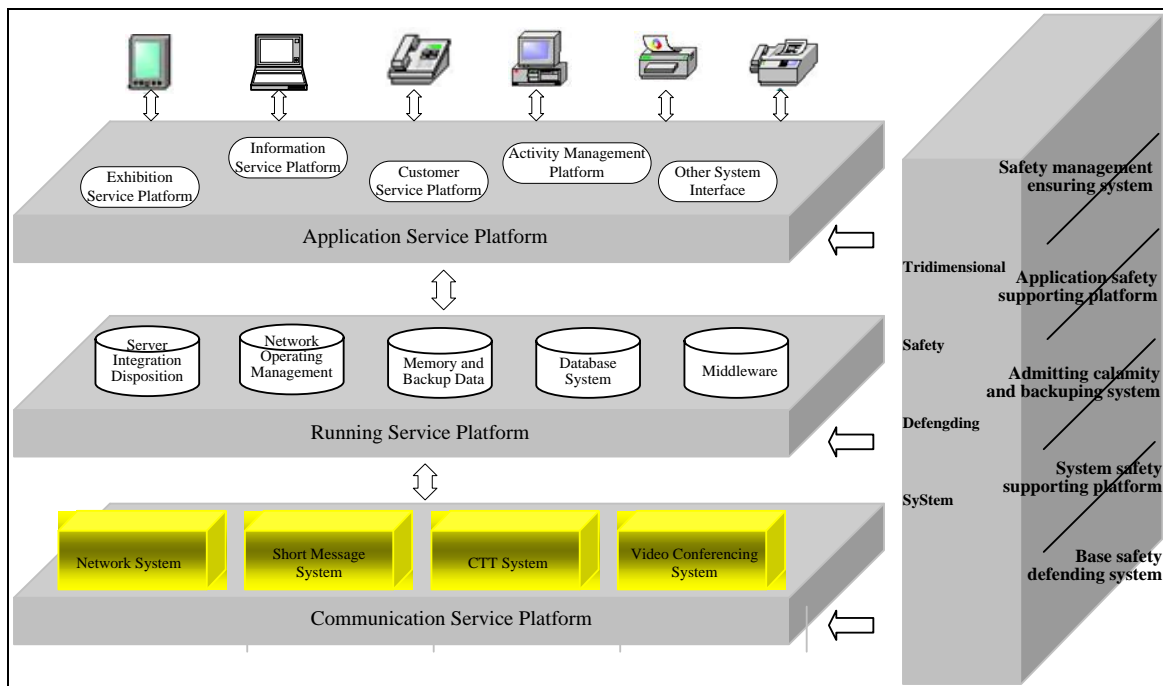 Exhibition
Service Platform
Information
Service Platform
Customer
Service Platform
Activity Management
Platform
Other System
Interface
Application Service Platform
Server
Integration
Disposition
Network
Operating
Management
Memory and
Backup Data
Database
System
Middleware
Running Service Platform
Network System
Short Message
System
CTT System
Video Conferencing
System
Communication Service Platform
Tridimensional
Safety
Defengding
SyStem
Safety management
ensuring system
Application safety
supporting platform
Admitting calamity
and backuping system
System safety
supporting platform
Base safety
defending system